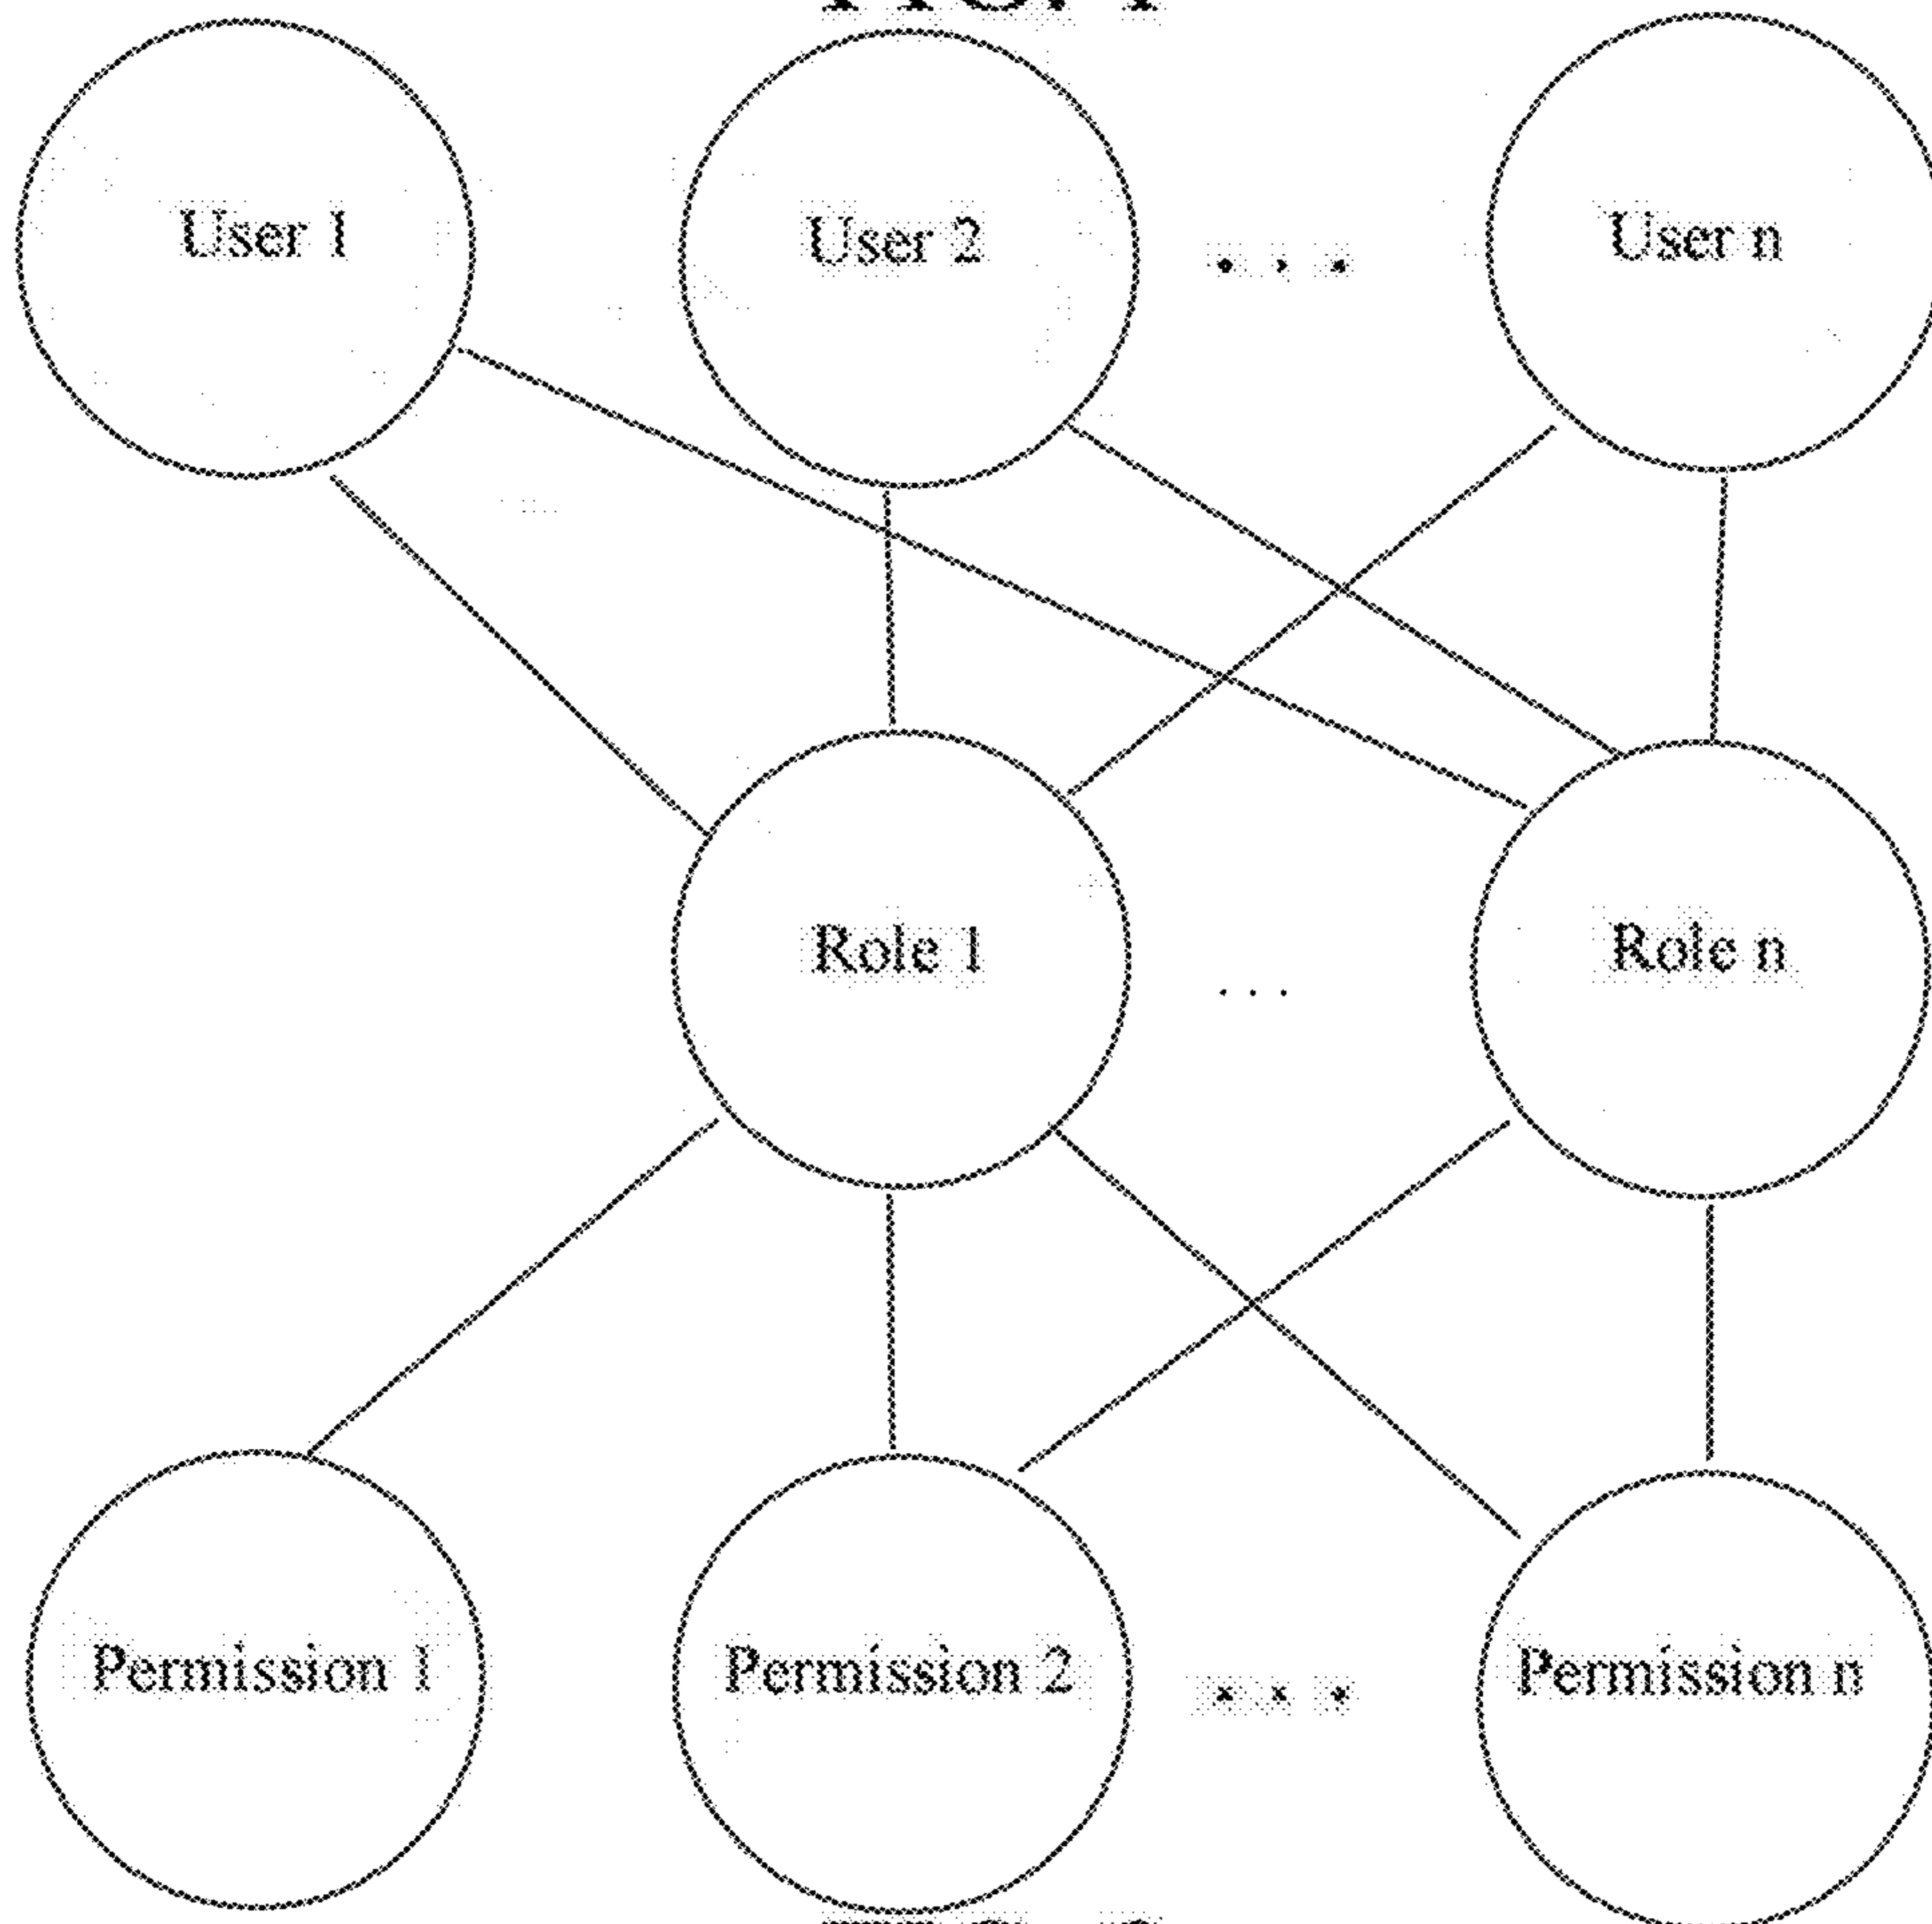 User 1
User 2
. . .
User n
Role 1
. . .
Role n
Permission 1
Permission 2
. . .
Permission n